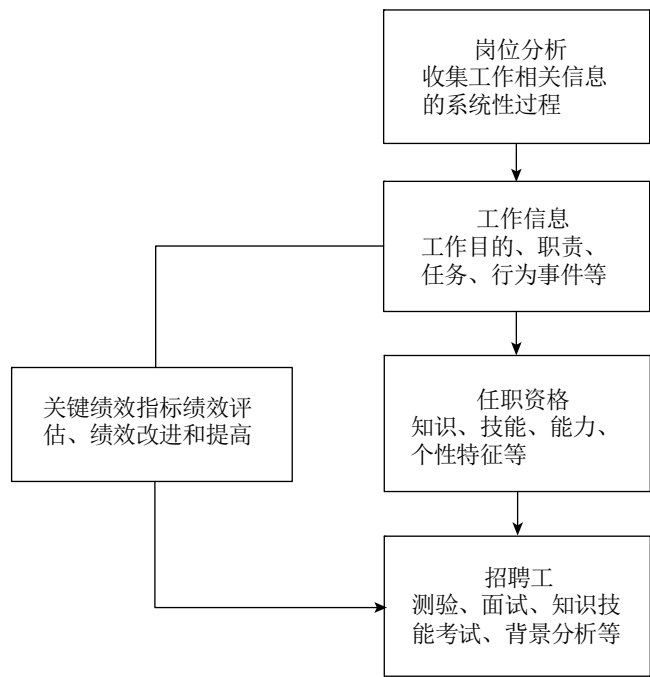 岗位分析
收集工作相关信息
的系统性过程
工作信息
工作目的、职责、
任务、行为事件等
关键绩效指标绩效评
估、绩效改进和提高
任职资格
知识、技能、能力、
个性特征等
招聘工
测验、面试、知识技
能考试、背景分析等